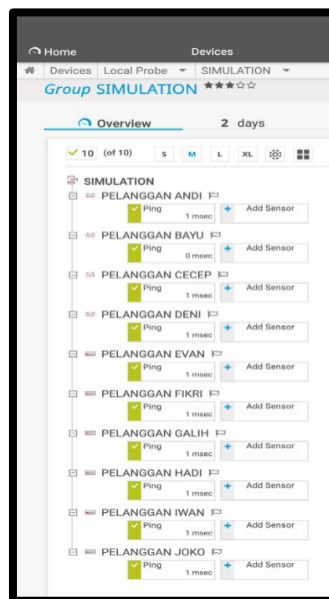 Home Devices
Devices Local Probe SIMULATION
Group SIMULATION
Overview 2 days
10 (of 10) S M L XL
SIMULATION
PELANGGAN ANDI
Ping Add Sensor
1 msec
PELANGGAN BAYU
Ping Add Sensor
0 msec
PELANGGAN CECEP
Ping Add Sensor
1 msec
PELANGGAN DENI
Ping Add Sensor
1 msec
PELANGGAN EVAN
Ping Add Sensor
1 msec
PELANGGAN FIKRI
Ping Add Sensor
1 msec
PELANGGAN GALIH
Ping Add Sensor
1 msec
PELANGGAN HADI
Ping Add Sensor
1 msec
PELANGGAN IWAN
Ping Add Sensor
1 msec
PELANGGAN JOKO
Ping Add Sensor
1 msec